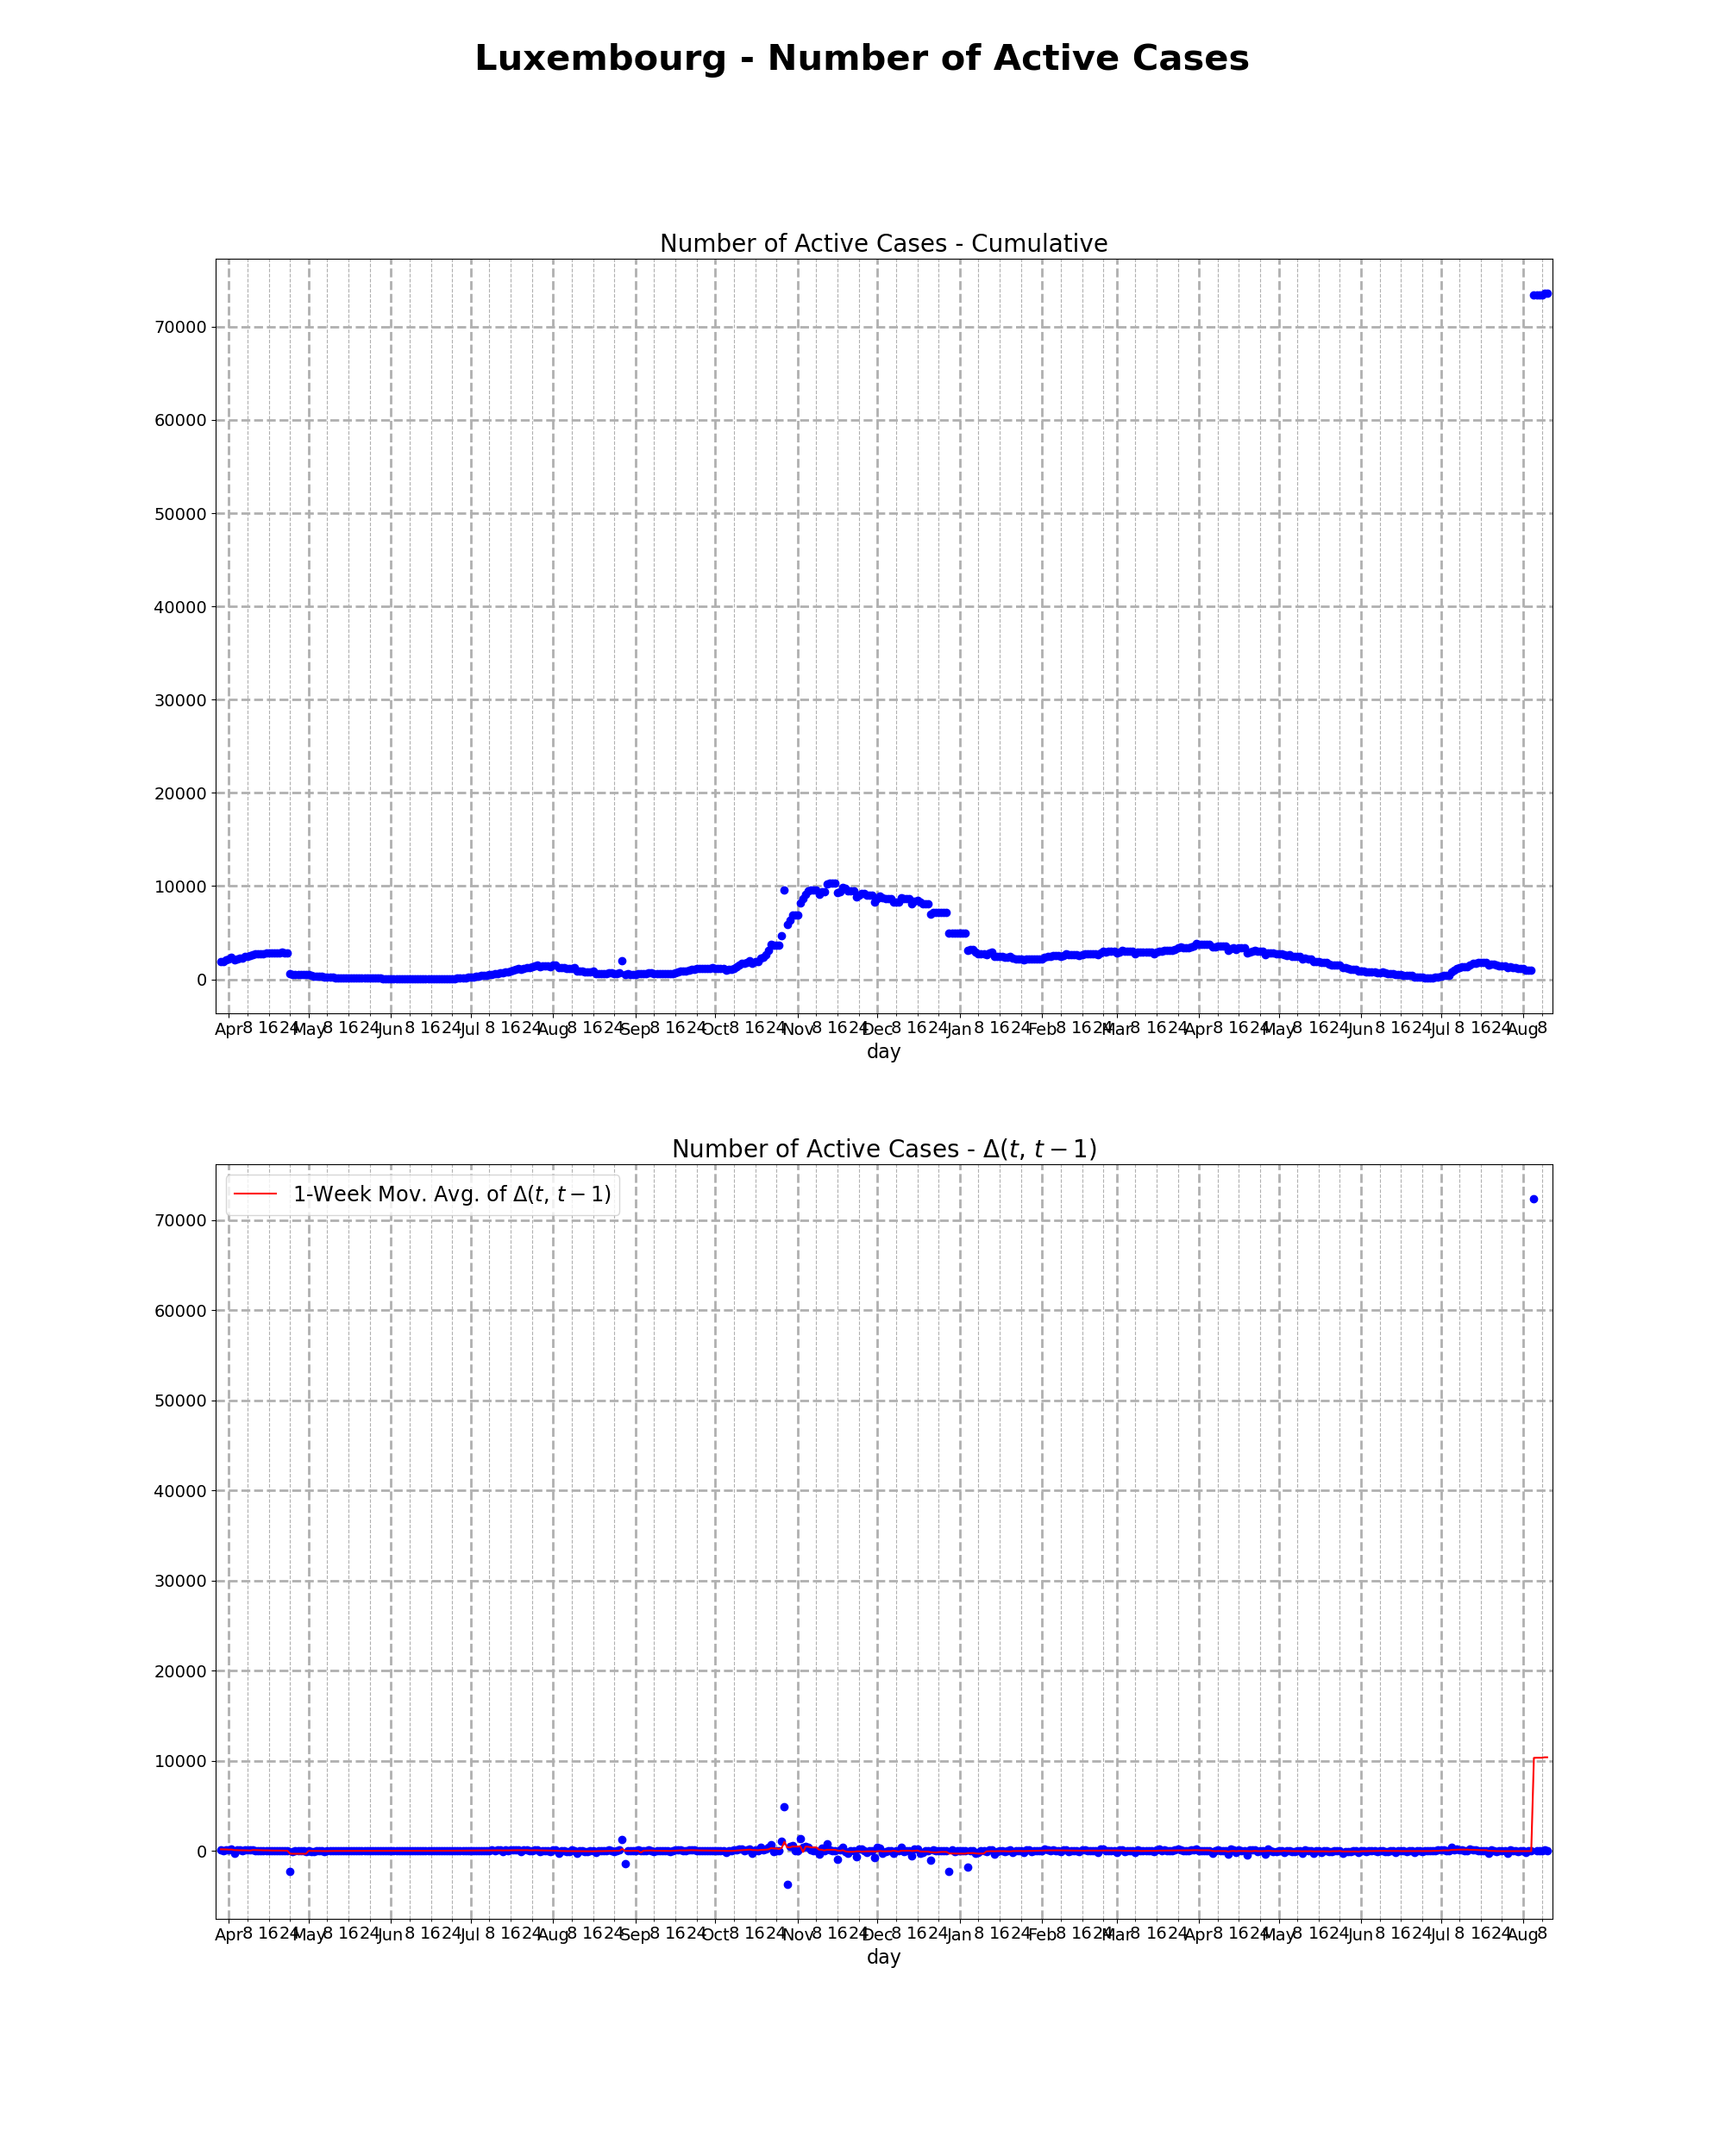 Luxembourg - Number of Active Cases
Number of Active Cases - Cumulative
70000
60000
50000
40000
30000
20000
10000
0
Apr 8 16 24 May 8 16 24 Jun 8 16 24 Jul 8 16 24 Aug 8 16 24 Sep 8 16 24 Oct 8 16 24 Nov 8 16 24 Dec 8 16 24 Jan 8 16 24 Feb 8 16 24 Mar 8 16 24 Apr 8 16 24 May 8 16 24 Jun 8 16 24 Jul 8 16 24 Aug 8
day
Number of Active Cases - Δ(t, t − 1)
1-Week Mov. Avg. of Δ(t, t − 1)
70000
60000
50000
40000
30000
20000
10000
0
Apr 8 16 24 May 8 16 24 Jun 8 16 24 Jul 8 16 24 Aug 8 16 24 Sep 8 16 24 Oct 8 16 24 Nov 8 16 24 Dec 8 16 24 Jan 8 16 24 Feb 8 16 24 Mar 8 16 24 Apr 8 16 24 May 8 16 24 Jun 8 16 24 Jul 8 16 24 Aug 8
day